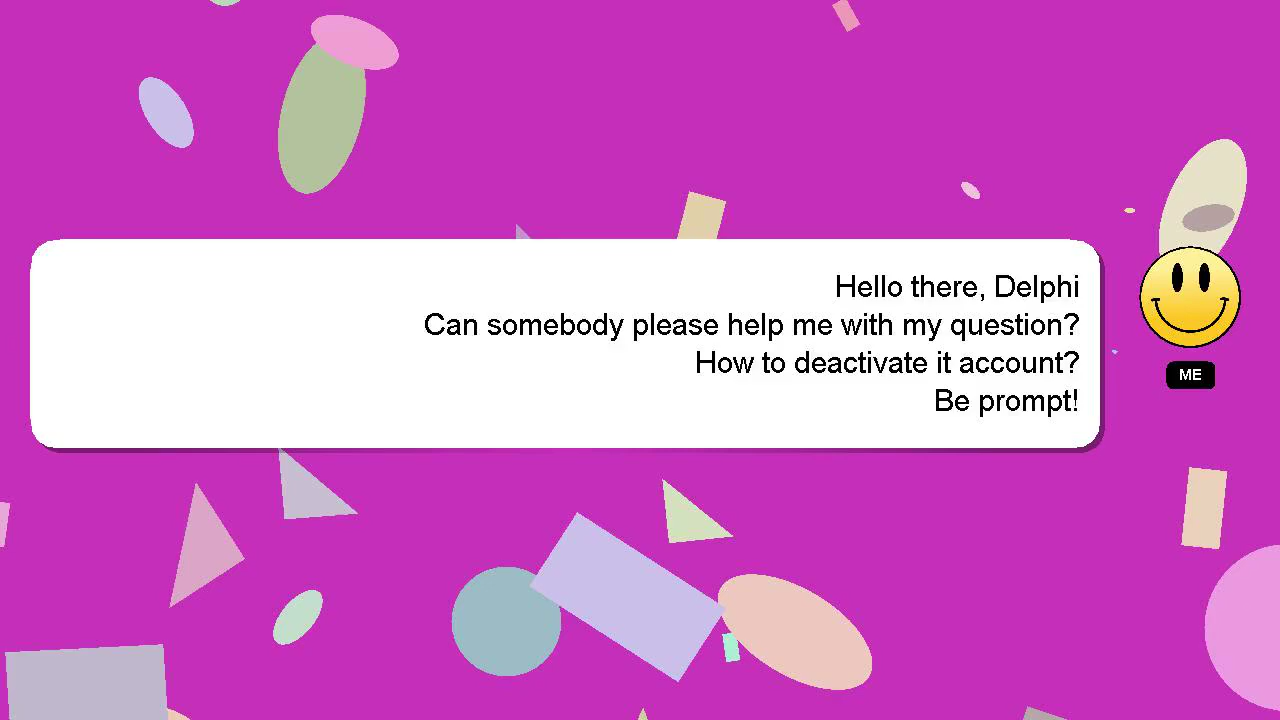 Hello there, Delphi
Can somebody please help me with my question?
How to deactivate it account?
Be prompt!
ME